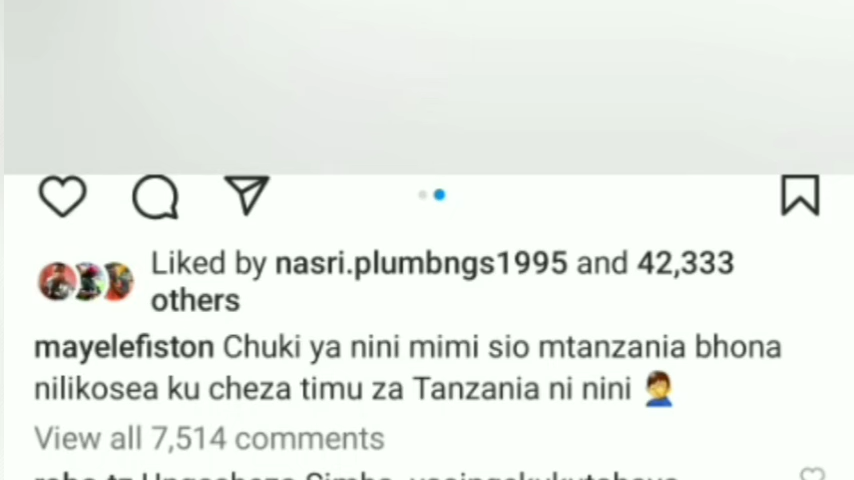 Liked by nasri.plumbngs1995 and 42,333
others
mayelefiston Chuki ya nini mimi sio mtanzania bhona
nilikosea ku cheza timu za Tanzania ni nini 🤦‍♂️
View all 7,514 comments